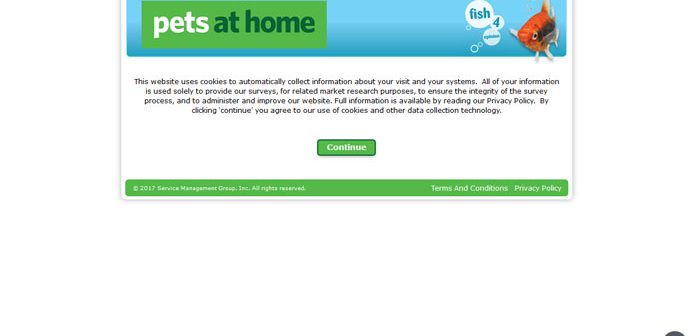 pets at home
fish
4
opinion
This website uses cookies to automatically collect information about your visit and your systems.  All of your information
is used solely to provide our surveys, for related market research purposes, to ensure the integrity of the survey
process, and to administer and improve our website. Full information is available by reading our Privacy Policy.  By
clicking 'continue' you agree to our use of cookies and other data collection technology.
Continue
© 2017 Service Management Group, Inc. All rights reserved.
Terms And Conditions   Privacy Policy